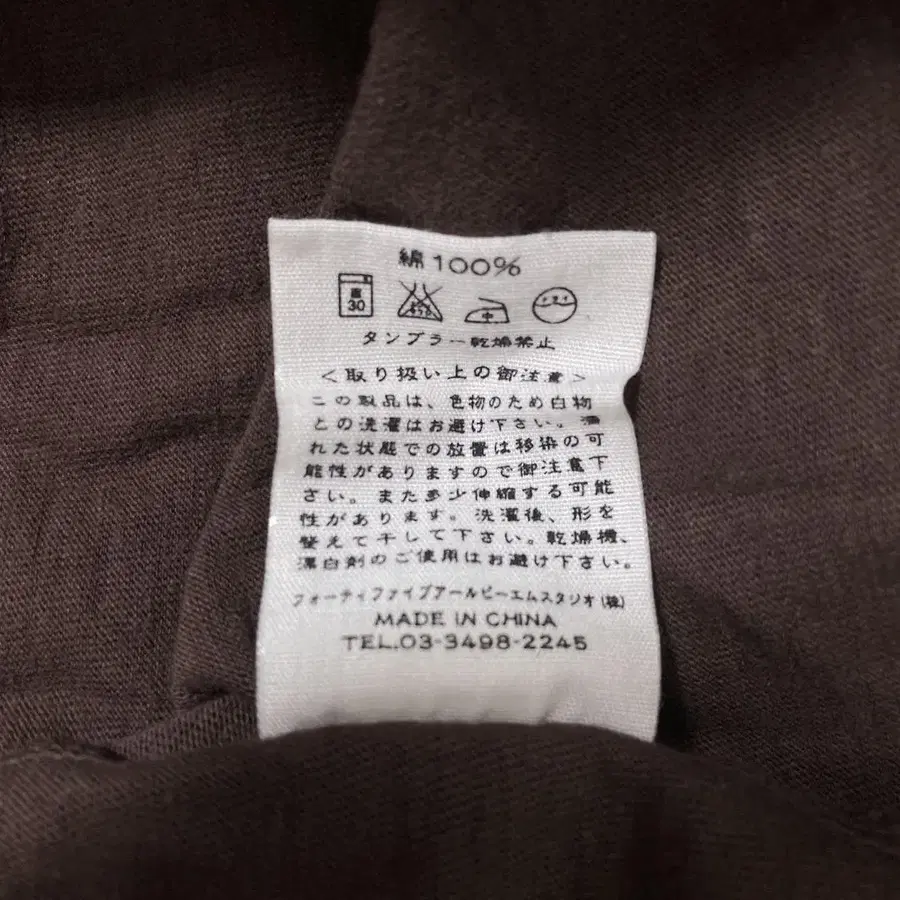 綿100%
30
中
タンブラー乾燥禁止
<取り扱い上の御注意>
この製品は、色物のため白物
との洗濯はお避け下さい。濡
れた状態での放置は移染の可
能性がありますので御注意下
さい。また多少伸縮する可能
性があります。洗濯後、形を
整えて干して下さい。乾燥機、
漂白剤のご使用はお避け下さい。
フォーティファイブアールピーエムスタジオ(株)
MADE IN CHINA
TEL.03-3498-2245